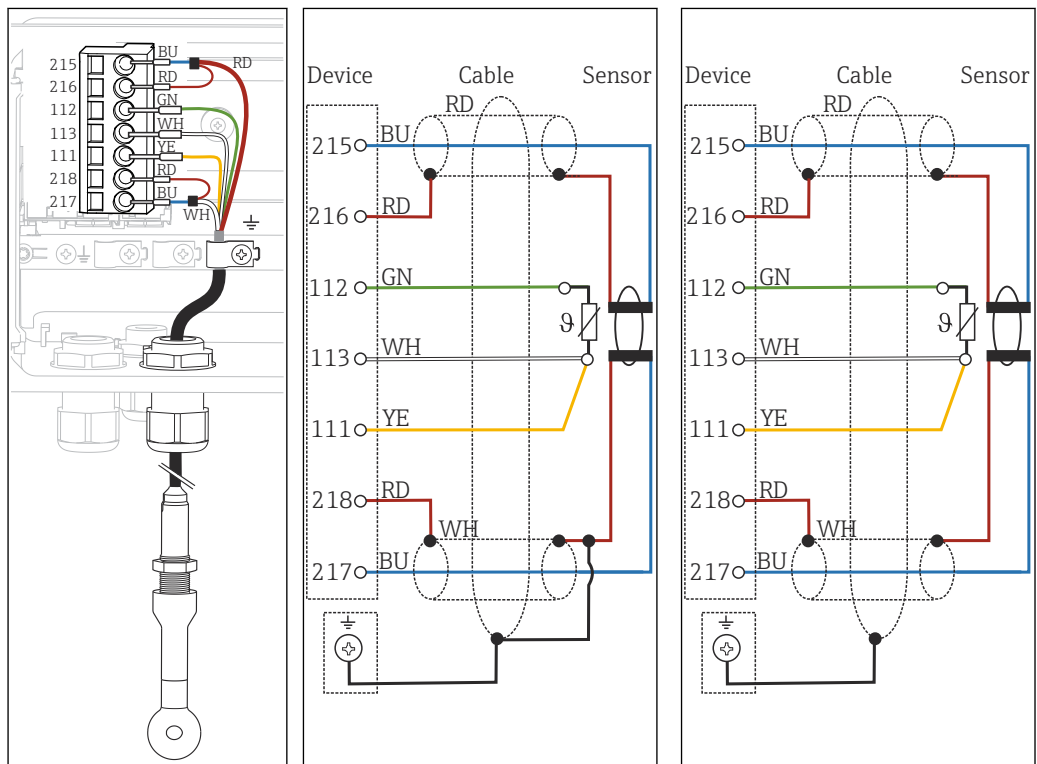 215 BU RD
216 RD
112 GN
113 WH
111 YE
218 RD
217 BU
WH
Device Cable Sensor
RD
215 BU
216 RD
112 GN
ϑ
113 WH
111 YE
218 RD
WH
217 BU
Device Cable Sensor
RD
215 BU
216 RD
112 GN
ϑ
113 WH
111 YE
218 RD
WH
217 BU